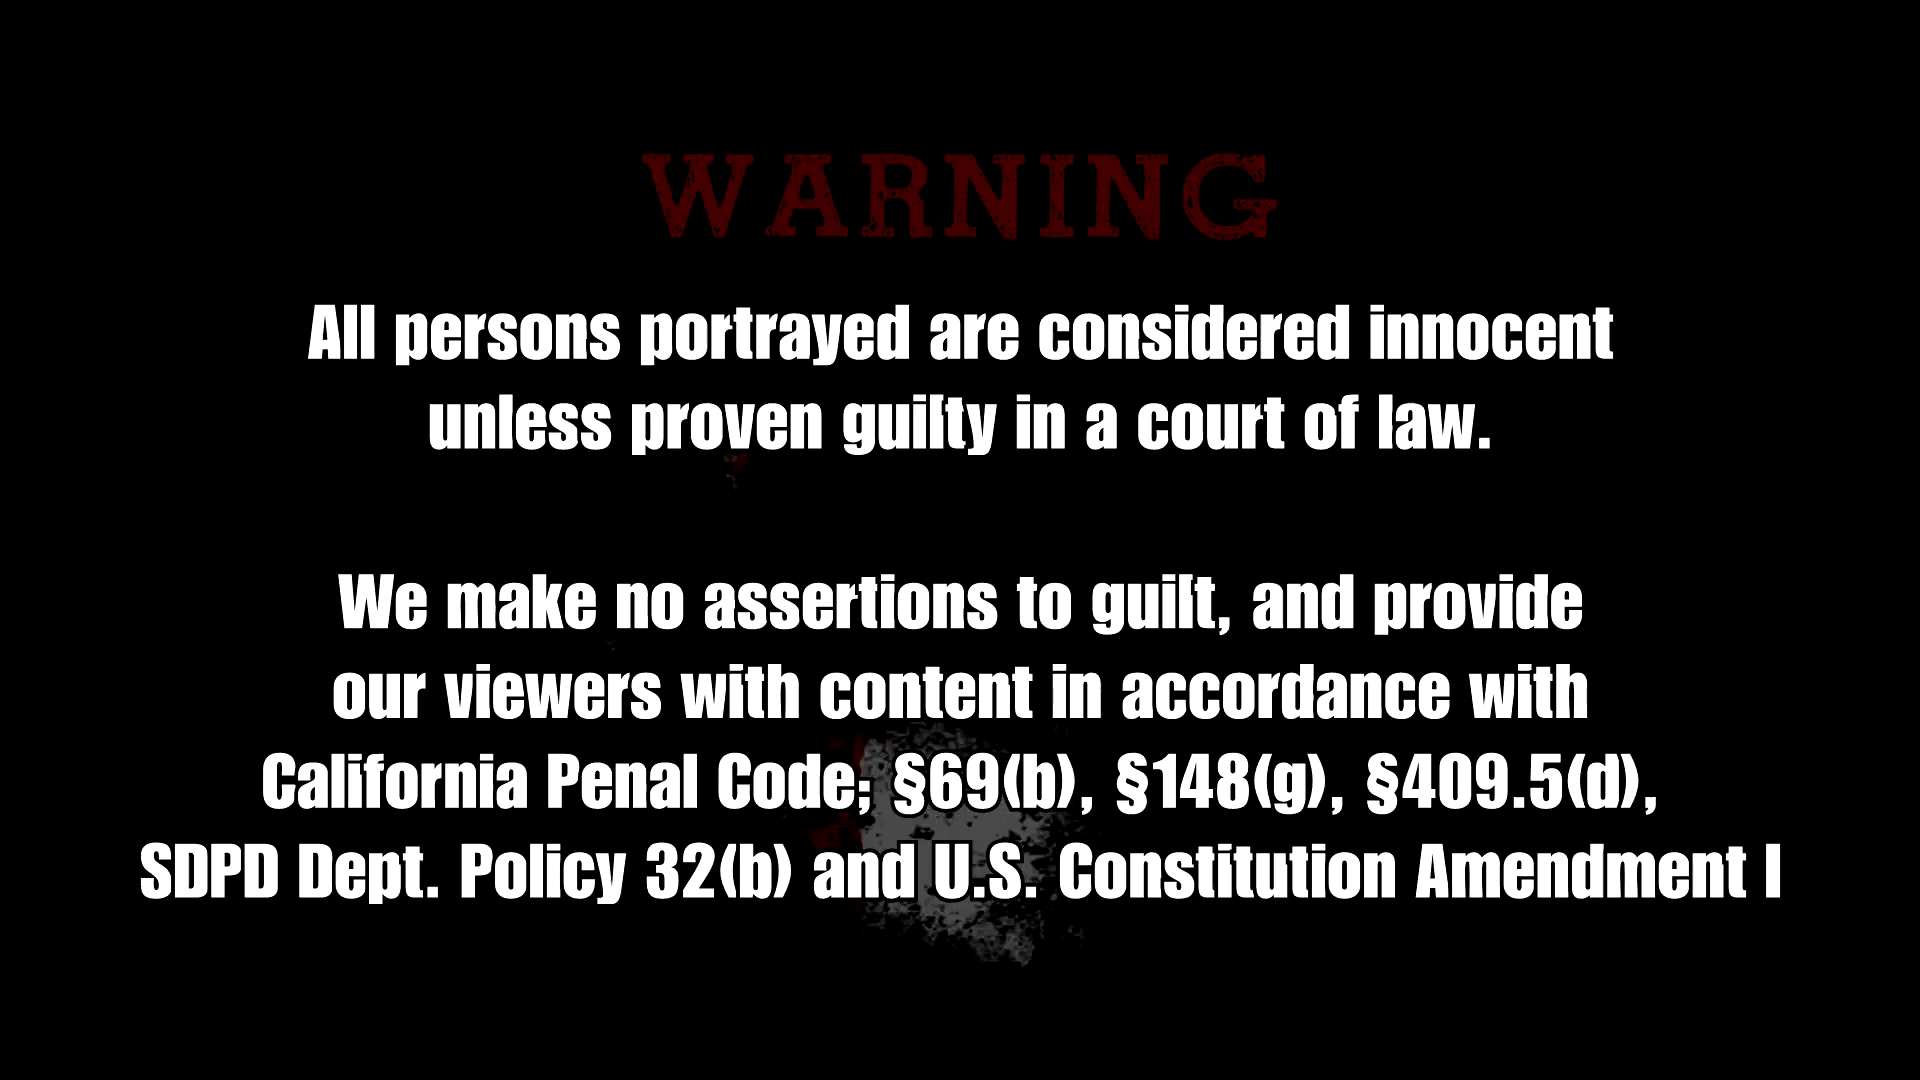 WARNING
All persons portrayed are considered innocent
unless proven guilty in a court of law.
We make no assertions to guilt, and provide
our viewers with content in accordance with
California Penal Code; §69(b), §148(g), §409.5(d),
SDPD Dept. Policy 32(b) and U.S. Constitution Amendment I